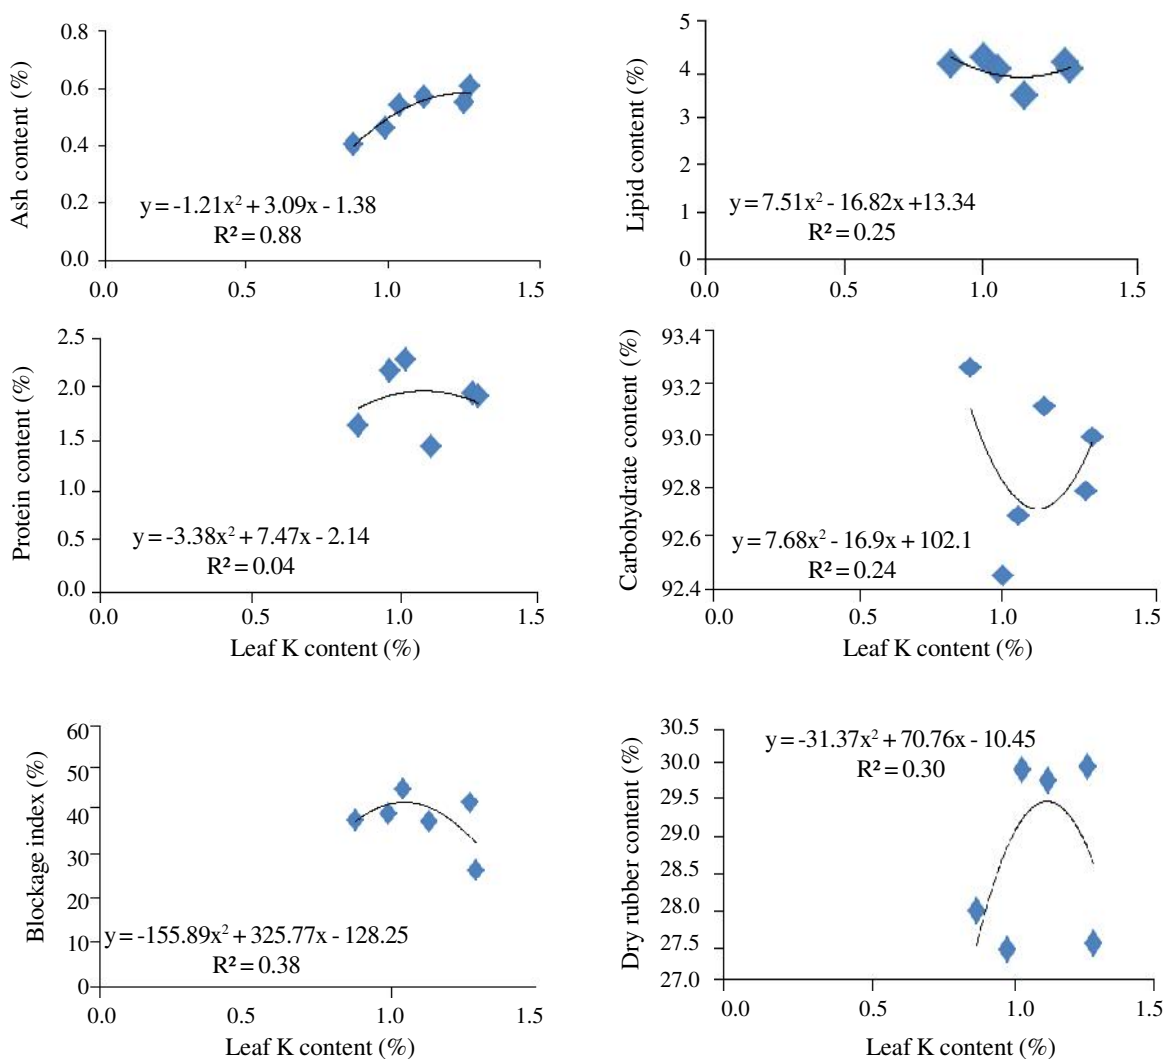 Ash content (%)
0.8
0.6
0.4
0.2
0.0
y = -1.21x² + 3.09x - 1.38
R² = 0.88
0.0 0.5 1.0 1.5
Lipid content (%)
5
4
3
2
1
0
y = 7.51x² - 16.82x +13.34
R² = 0.25
0.0 0.5 1.0 1.5
Protein content (%)
2.5
2.0
1.5
1.0
0.5
0.0
y = -3.38x² + 7.47x - 2.14
R² = 0.04
0.0 0.5 1.0 1.5
Leaf K content (%)
Carbohydrate content (%)
93.4
93.2
93.0
92.8
92.6
92.4
y = 7.68x² - 16.9x + 102.1
R² = 0.24
0.0 0.5 1.0 1.5
Leaf K content (%)
Blockage index (%)
60
50
40
30
20
10
0
y = -155.89x² + 325.77x - 128.25
R² = 0.38
0.0 0.5 1.0 1.5
Leaf K content (%)
Dry rubber content (%)
30.5
30.0
29.5
29.0
28.5
28.0
27.5
27.0
y = -31.37x² + 70.76x - 10.45
R² = 0.30
0.0 0.5 1.0 1.5
Leaf K content (%)